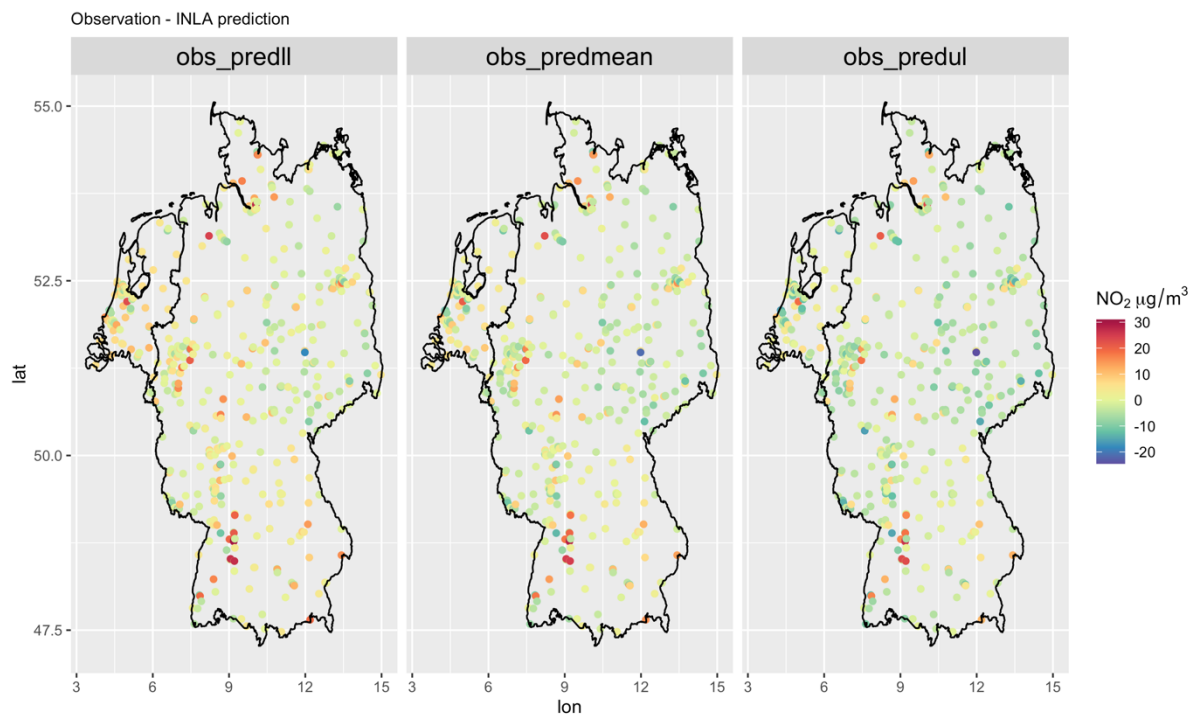 Observation - INLA prediction
obs_predll
obs_predmean
obs_predul
55.0
52.5
50.0
47.5
lat
3 6 9 12 15
3 6 9 12 15
3 6 9 12 15
lon
NO₂ μg/m³
30
20
10
0
-10
-20